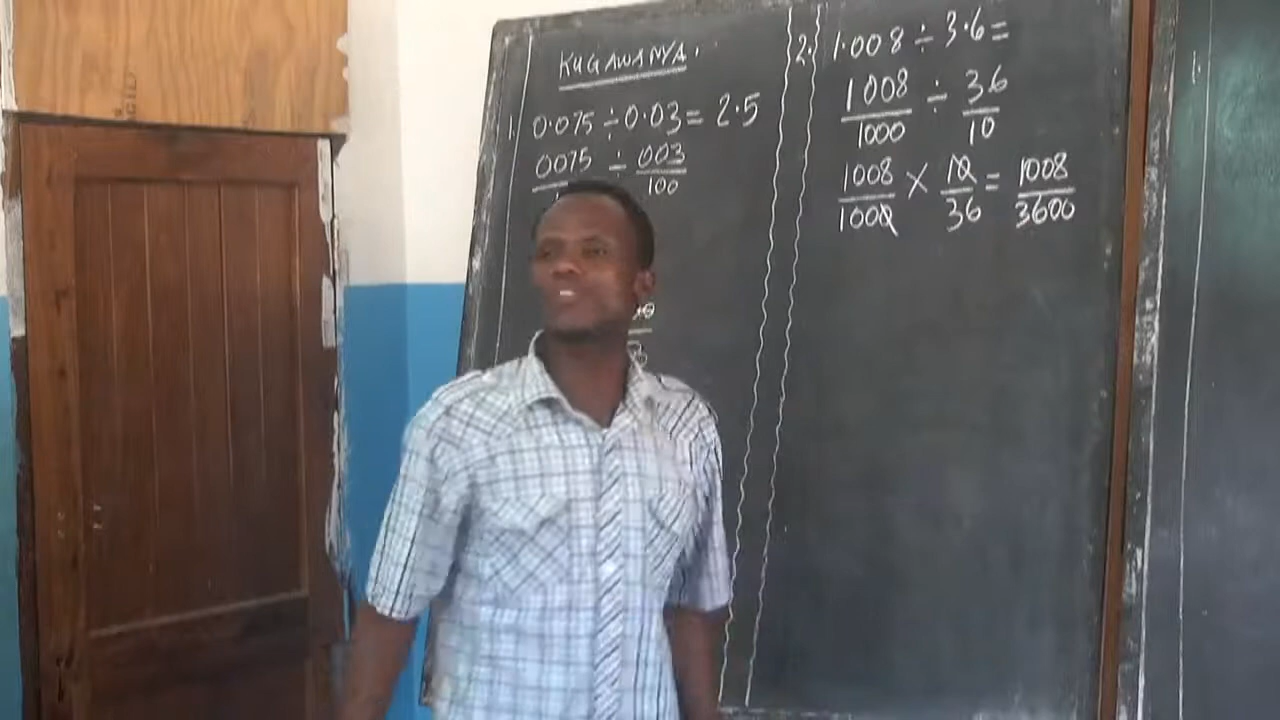 KUGAWANYA.
1. 0.075 ÷ 0.03 = 2.5
0075 ÷ 003
100
2. 1.008 ÷ 3.6 =
1008/1000 ÷ 36/10
1008/1000 × 10/36 = 1008/3600